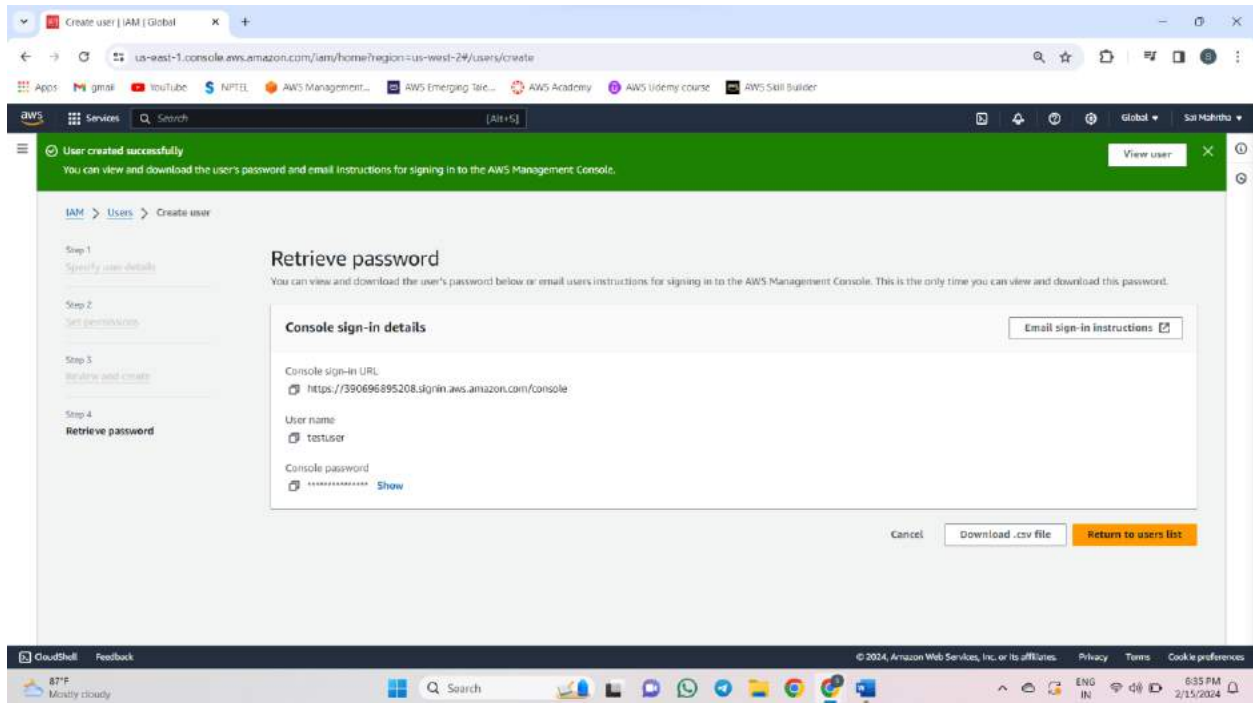 Create user | IAM | Global
us-east-1.console.aws.amazon.com/iam/home?region=us-west-2#/users/create
Apps gmail YouTube NPTEL AWS Management... AWS Emerging Tale... AWS Academy AWS Udemy course AWS Skill Builder
aws Services Search [Alt+S] Global Sai Mahitha
User created successfully
View user
You can view and download the user's password and email instructions for signing in to the AWS Management Console.
IAM > Users > Create user
Step 1
Specify user details
Step 2
Set permissions
Step 3
Review and create
Step 4
Retrieve password
Retrieve password
You can view and download the user's password below or email users instructions for signing in to the AWS Management Console. This is the only time you can view and download this password.
Console sign-in details
Email sign-in instructions
Console sign-in URL
https://390696895208.signin.aws.amazon.com/console
User name
testuser
Console password
*************** Show
Cancel Download .csv file Return to users list
CloudShell Feedback © 2024, Amazon Web Services, Inc. or its affiliates. Privacy Terms Cookie preferences
87°F
Mostly cloudy
Search
ENG
IN
6:35 PM
2/15/2024